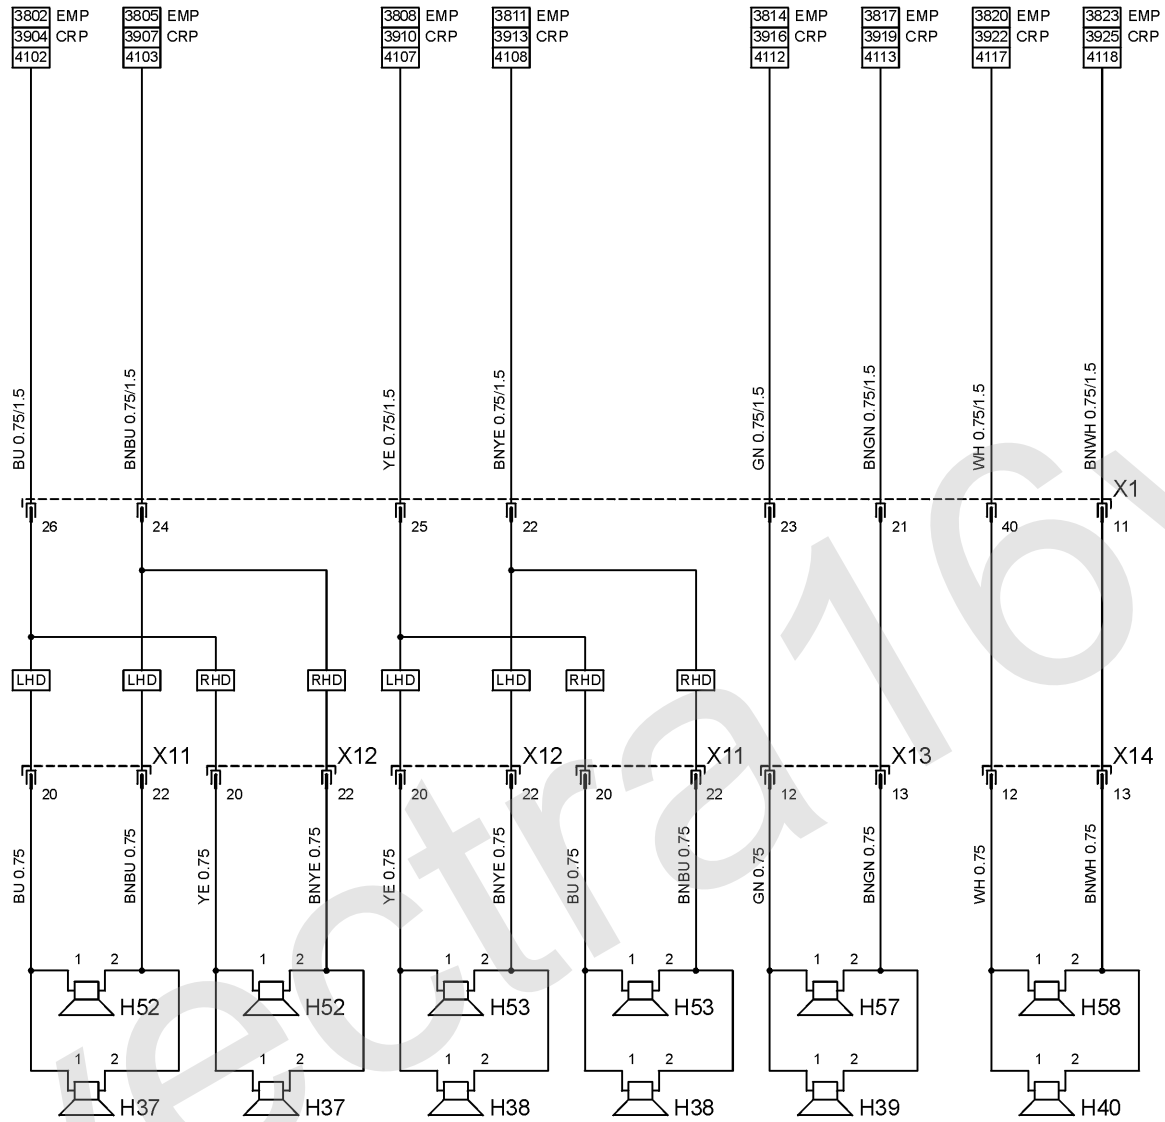 3802 EMP 3805 EMP 3808 EMP 3811 EMP 3814 EMP 3817 EMP 3820 EMP 3823 EMP
3904 CRP 3907 CRP 3910 CRP 3913 CRP 3916 CRP 3919 CRP 3922 CRP 3925 CRP
4102 4103 4107 4108 4112 4113 4117 4118
BU 0.75/1.5 BNBU 0.75/1.5 YE 0.75/1.5 BNYE 0.75/1.5 GN 0.75/1.5 BNGN 0.75/1.5 WH 0.75/1.5 BNWH 0.75/1.5
X1
26 24 25 22 23 21 40 11
LHD LHD RHD RHD LHD LHD RHD RHD
X11 X12 X12 X11 X13 X14
20 22 20 22 20 22 20 22 12 13 12 13
BU 0.75 BNBU 0.75 YE 0.75 BNYE 0.75 YE 0.75 BNYE 0.75 BU 0.75 BNBU 0.75 GN 0.75 BNGN 0.75 WH 0.75 BNWH 0.75
1 2 1 2 1 2 1 2 1 2 1 2
H52 H52 H53 H53 H57 H58
1 2 1 2 1 2 1 2 1 2 1 2
H37 H37 H38 H38 H39 H40
vectra16v